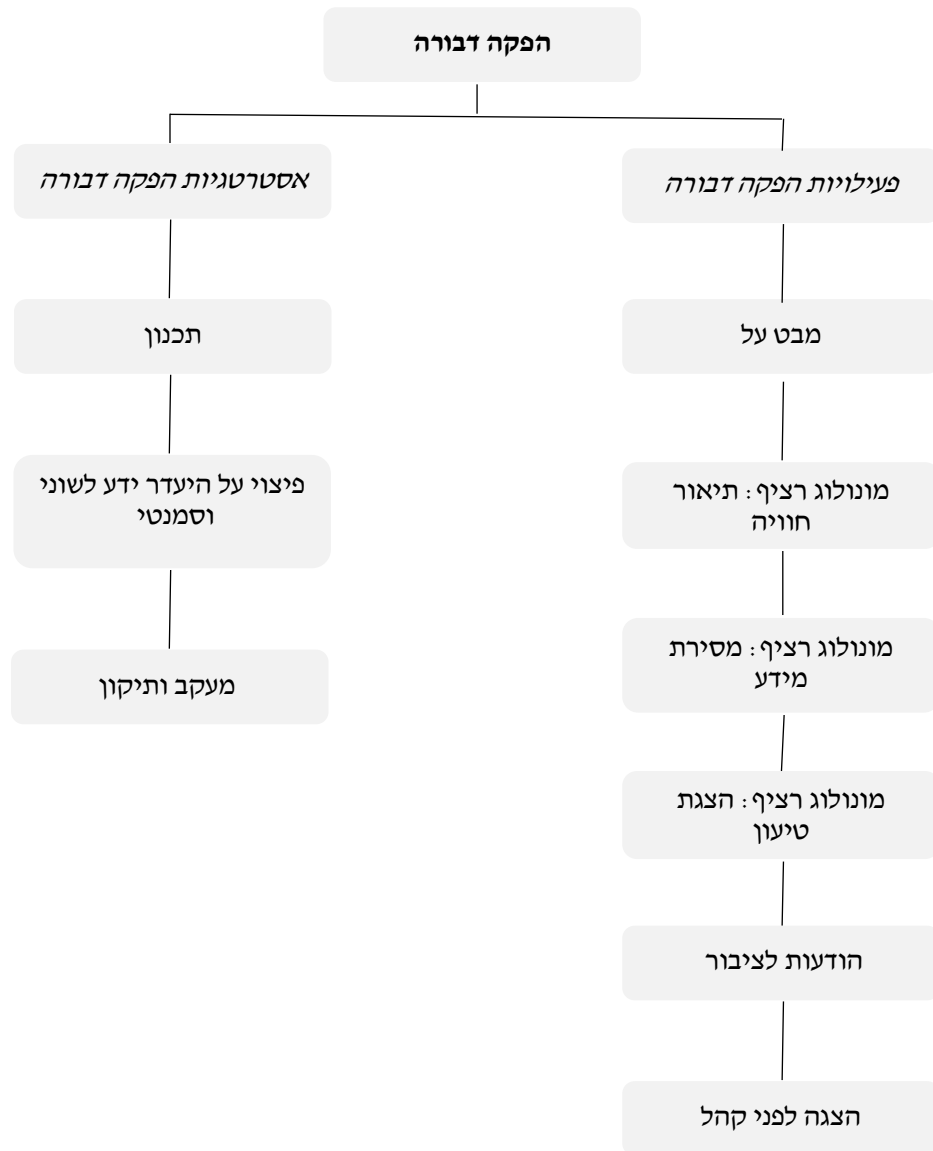 הפקה דבורה
פעילויות הפקה דבורה
אסטרטגיות הפקה דבורה
מבט על
תכנון
מונולוג רציף: תיאור
חוויה
פיצוי על היעדר ידע לשוני
וסמנטי
מונולוג רציף: מסירת
מידע
מעקב ותיקון
מונולוג רציף: הצגת
טיעון
הודעות לציבור
הצגה לפני קהל